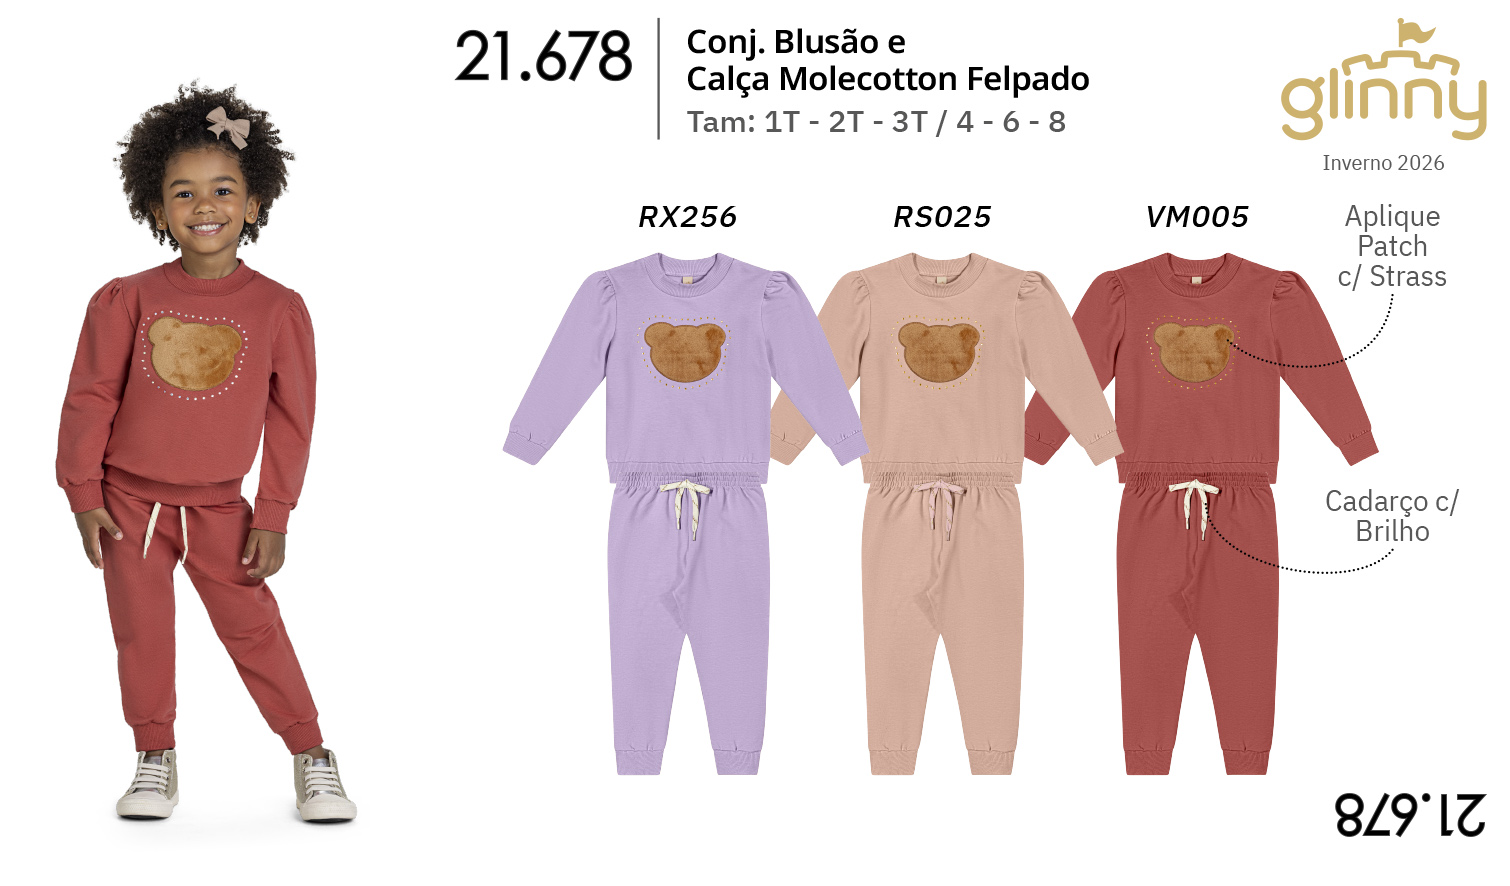 21.678
Conj. Blusão e
Calça Molecotton Felpado
Tam: 1T - 2T - 3T / 4 - 6 - 8
glinny
Inverno 2026
RX256
RS025
VM005
Aplique
Patch
c/ Strass
Cadarço c/
Brilho
21.678